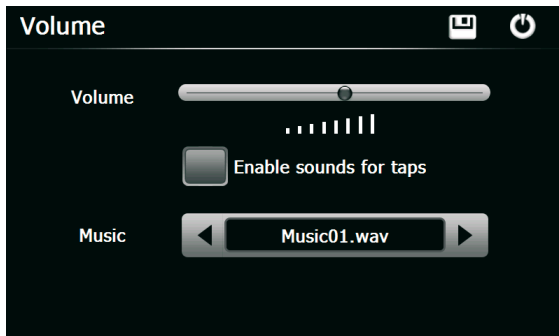 Volume
Volume
Enable sounds for taps
Music
Music01.wav